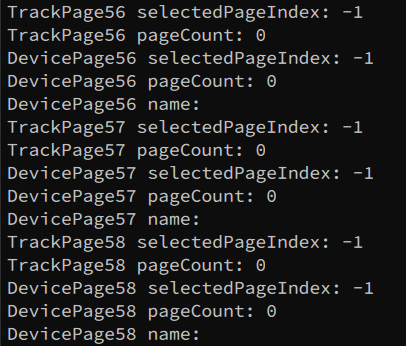 TrackPage56 selectedPageIndex: -1
TrackPage56 pageCount: 0
DevicePage56 selectedPageIndex: -1
DevicePage56 pageCount: 0
DevicePage56 name:
TrackPage57 selectedPageIndex: -1
TrackPage57 pageCount: 0
DevicePage57 selectedPageIndex: -1
DevicePage57 pageCount: 0
DevicePage57 name:
TrackPage58 selectedPageIndex: -1
TrackPage58 pageCount: 0
DevicePage58 selectedPageIndex: -1
DevicePage58 pageCount: 0
DevicePage58 name: